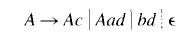 A → Ac | Aad | bd | ϵ